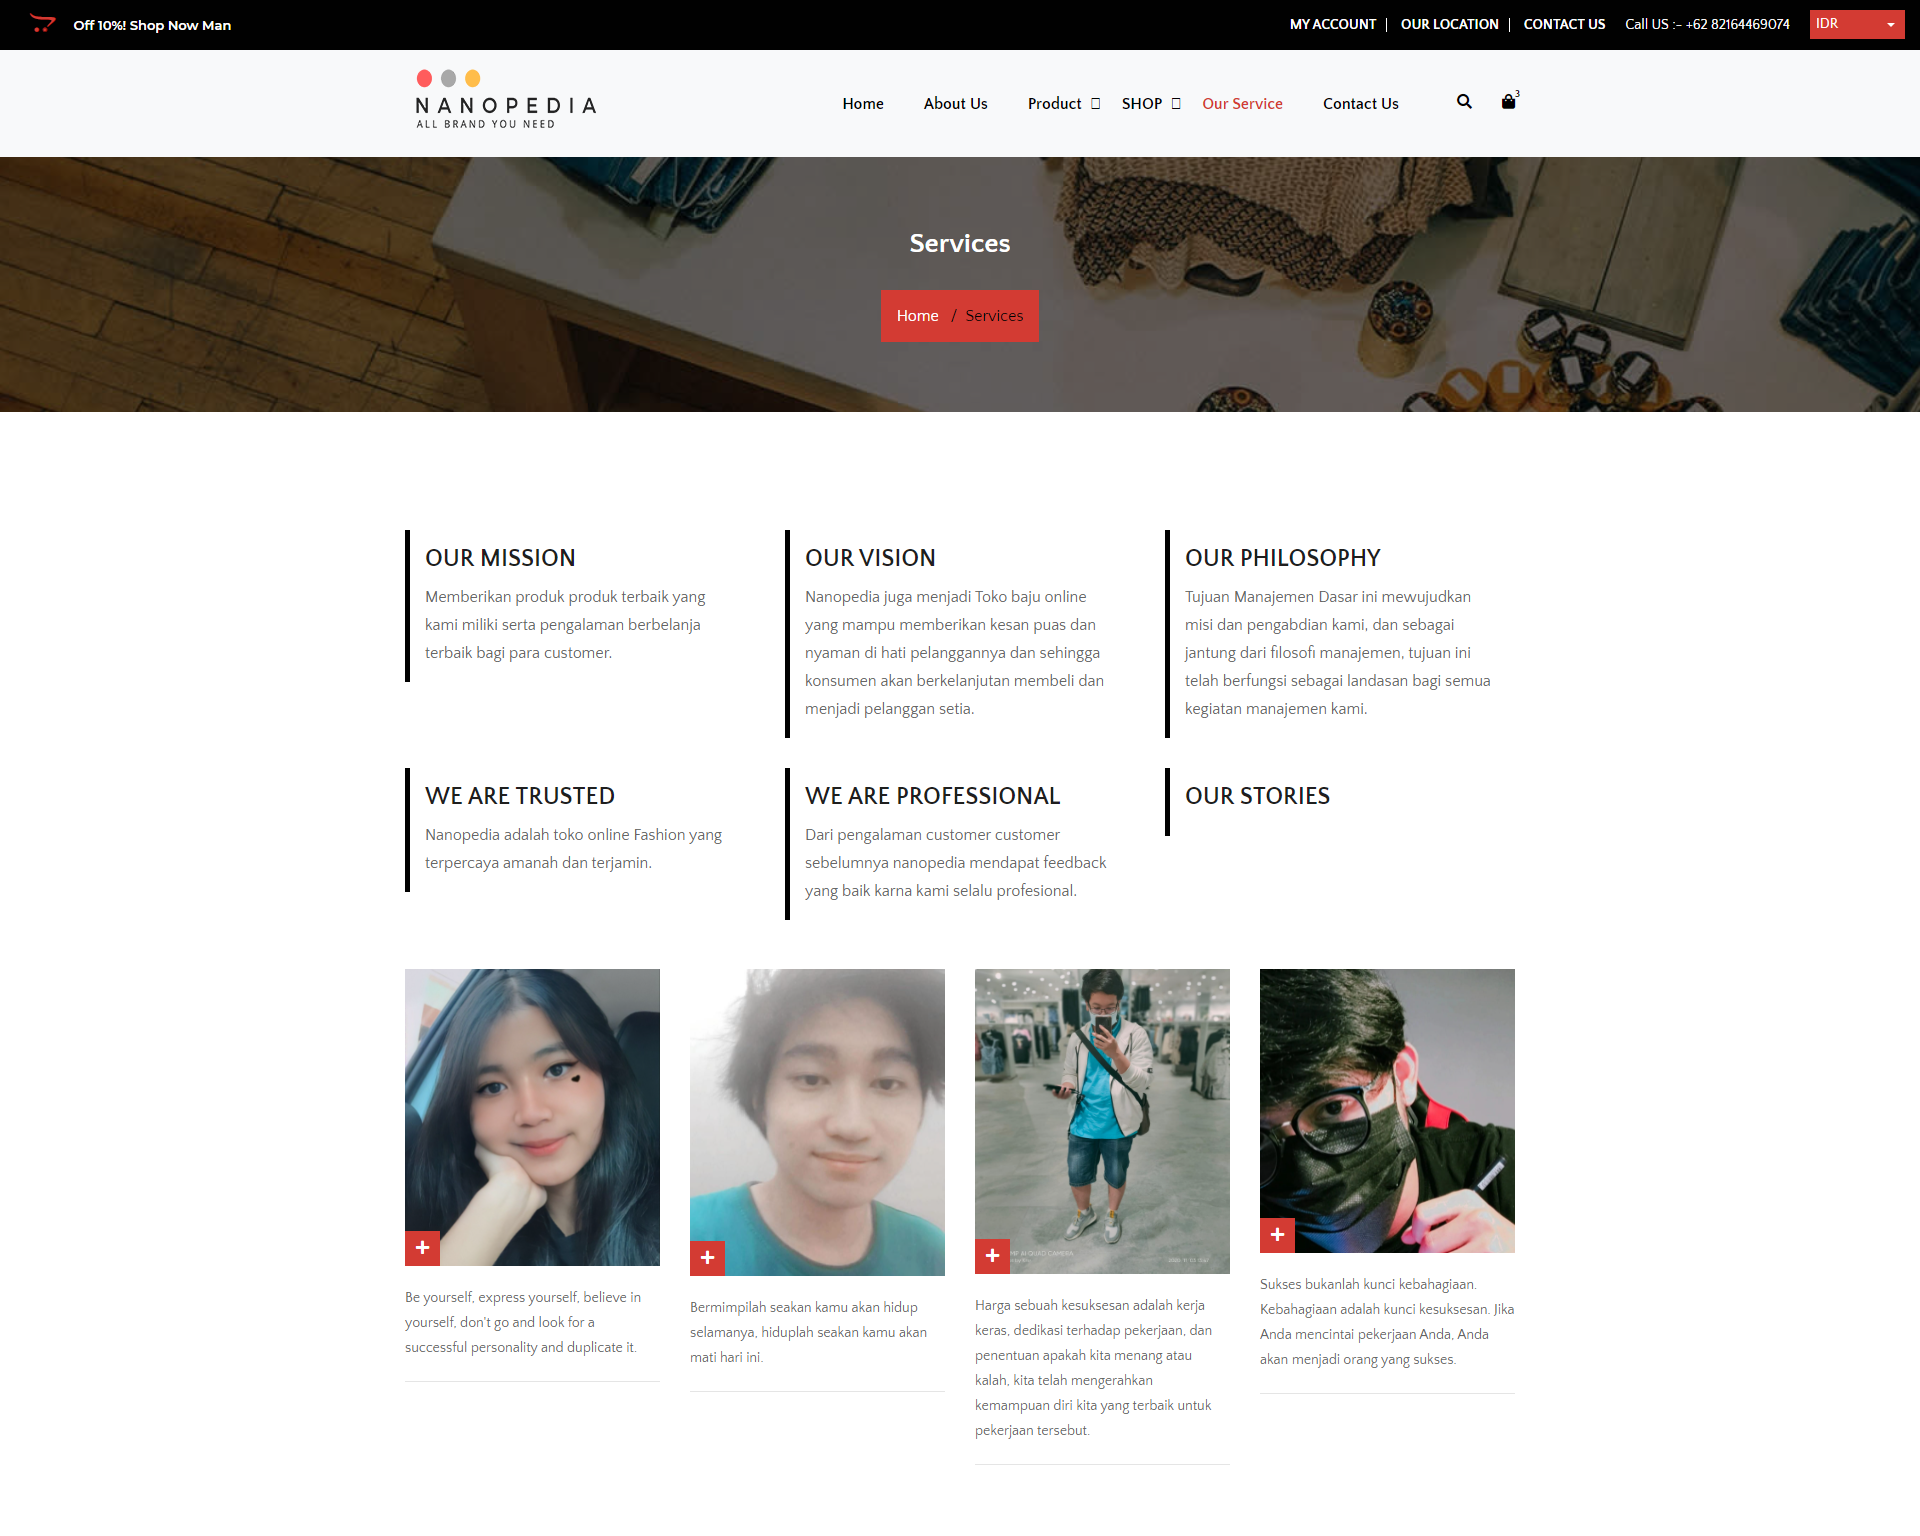 Off 10%! Shop Now Man
MY ACCOUNT
OUR LOCATION
CONTACT US
Call US :- +62 82164469074
IDR
NANOPEDIA
ALL BRAND YOU NEED
Home
About Us
Product
SHOP
Our Service
Contact Us
3
Services
Home / Services
OUR MISSION
Memberikan produk produk terbaik yang
kami miliki serta pengalaman berbelanja
terbaik bagi para customer.
OUR VISION
Nanopedia juga menjadi Toko baju online
yang mampu memberikan kesan puas dan
nyaman di hati pelanggannya dan sehingga
konsumen akan berkelanjutan membeli dan
menjadi pelanggan setia.
OUR PHILOSOPHY
Tujuan Manajemen Dasar ini mewujudkan
misi dan pengabdian kami, dan sebagai
jantung dari filosofi manajemen, tujuan ini
telah berfungsi sebagai landasan bagi semua
kegiatan manajemen kami.
WE ARE TRUSTED
Nanopedia adalah toko online Fashion yang
terpercaya amanah dan terjamin.
WE ARE PROFESSIONAL
Dari pengalaman customer customer
sebelumnya nanopedia mendapat feedback
yang baik karna kami selalu profesional.
OUR STORIES
Be yourself, express yourself, believe in
yourself, don't go and look for a
successful personality and duplicate it.
Bermimpilah seakan kamu akan hidup
selamanya, hiduplah seakan kamu akan
mati hari ini.
QUAD CAMERA
Harga sebuah kesuksesan adalah kerja
keras, dedikasi terhadap pekerjaan, dan
penentuan apakah kita menang atau
kalah, kita telah mengerahkan
kemampuan diri kita yang terbaik untuk
pekerjaan tersebut.
Sukses bukanlah kunci kebahagiaan.
Kebahagiaan adalah kunci kesuksesan. Jika
Anda mencintai pekerjaan Anda, Anda
akan menjadi orang yang sukses.